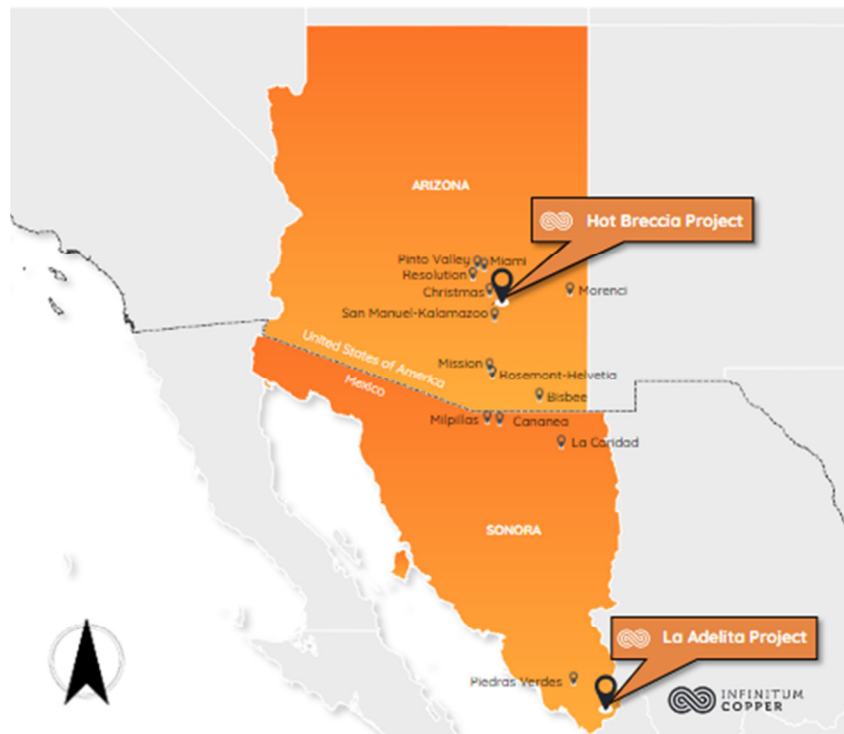 ARIZONA
Hot Breccia Project
Pinto Valley
Miami
Resolution
Christmas
Morenci
San Manuel-Kalamazoo
United States of America
Mission
Rosemont-Helvetia
Mexico
Bisbee
Milpillas
Cananea
La Caridad
SONORA
La Adelita Project
Piedras Verdes
INFINITUM
COPPER